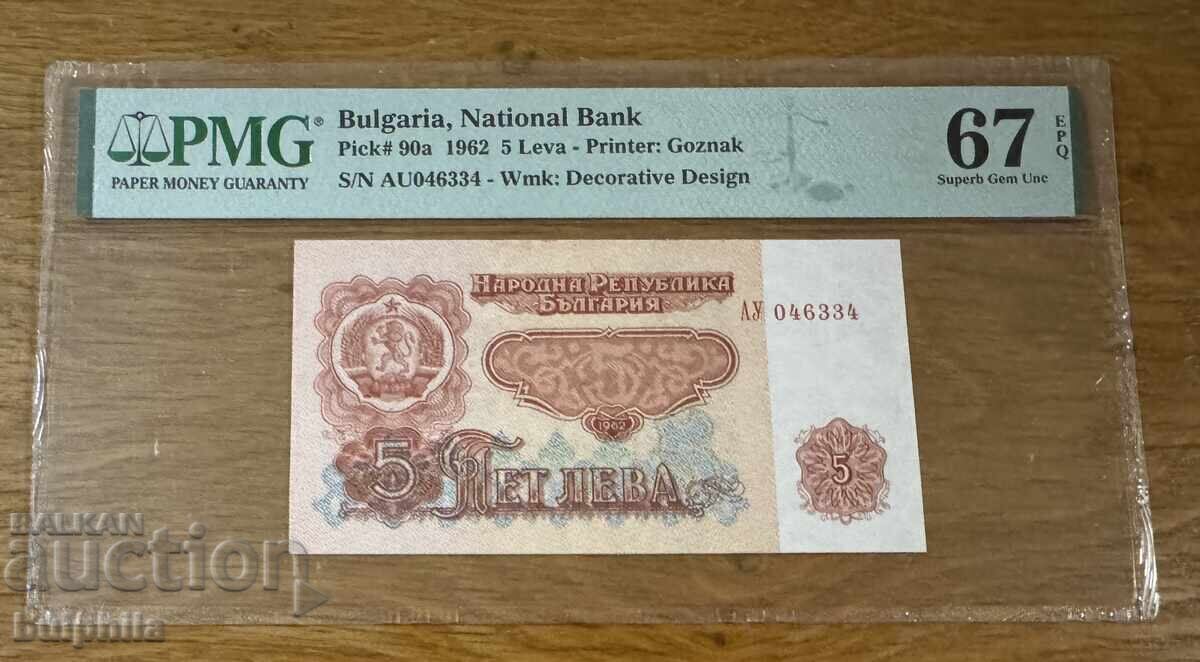 PMG®
PAPER MONEY GUARANTY
Bulgaria, National Bank
Pick# 90a 1962 5 Leva - Printer: Goznak
S/N AU046334 - Wmk: Decorative Design
67
EPQ
Superb Gem Unc
НАРОДНА РЕПУБЛИКА
БЪЛГАРИЯ
АУ 046334
1962
5 ПЕТ ЛЕВА
5
BALKAN
auction
bulphila